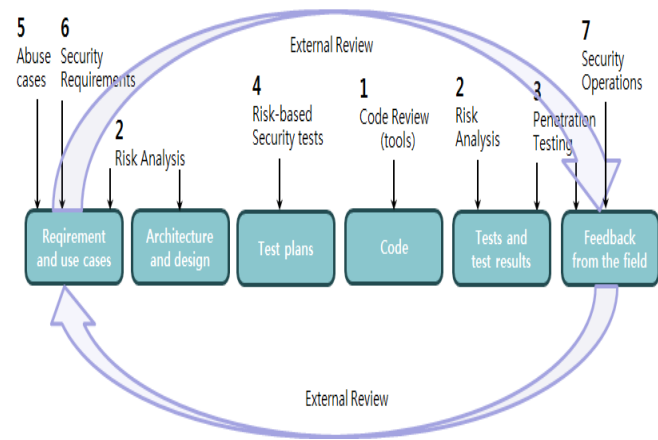 External Review
5
Abuse
cases
6
Security
Requirements
2
Risk Analysis
4
Risk-based
Security tests
1
Code Review
(tools)
2
Risk
Analysis
3
Penetration
Testing
7
Security
Operations
Reqirement
and use cases
Architecture
and design
Test plans
Code
Tests and
test results
Feedback
from the field
External Review